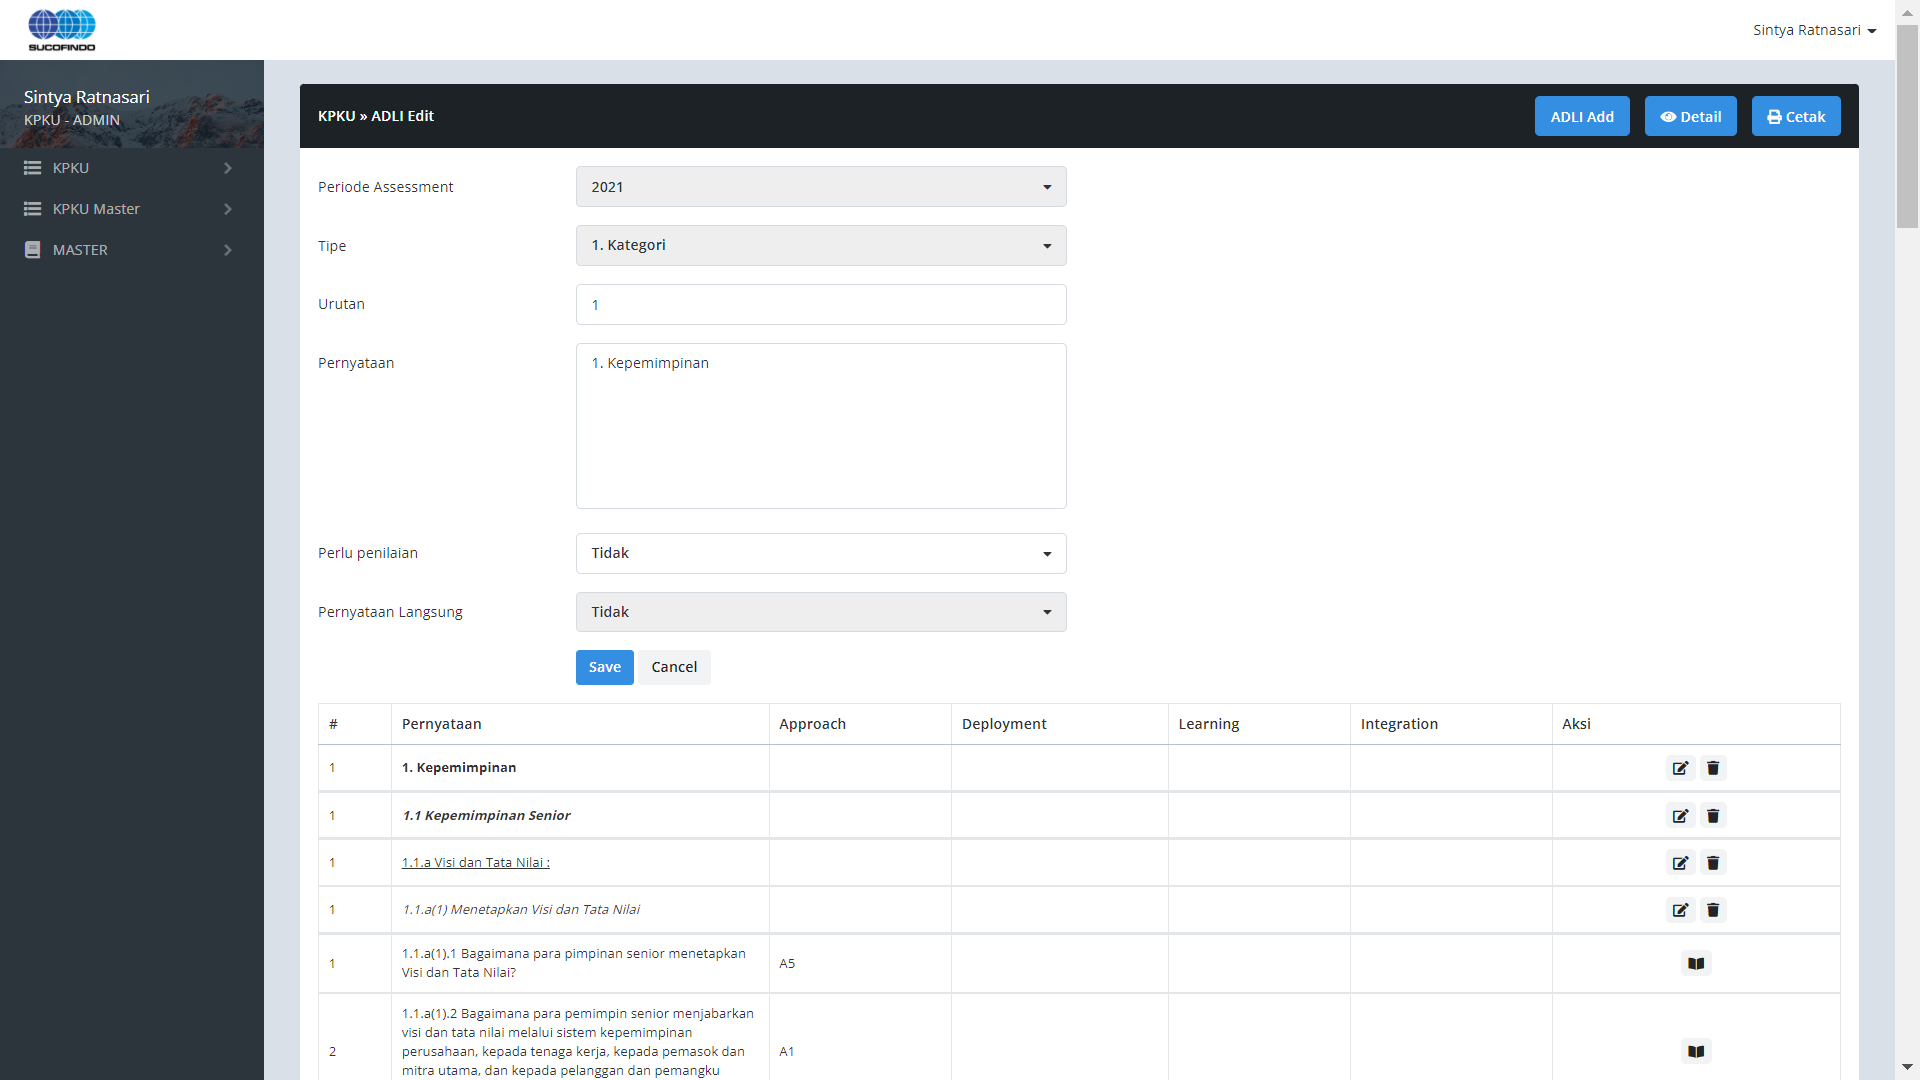 SUCOFINDO
Sintya Ratnasari
Sintya Ratnasari
KPKU - ADMIN
KPKU
KPKU Master
MASTER
KPKU » ADLI Edit
ADLI Add
Detail
Cetak
Periode Assessment
2021
Tipe
1. Kategori
Urutan
1
Pernyataan
1. Kepemimpinan
Perlu penilaian
Tidak
Pernyataan Langsung
Tidak
Save
Cancel
# Pernyataan Approach Deployment Learning Integration Aksi
1 1. Kepemimpinan
1 1.1 Kepemimpinan Senior
1 1.1.a Visi dan Tata Nilai :
1 1.1.a(1) Menetapkan Visi dan Tata Nilai
1 1.1.a(1).1 Bagaimana para pimpinan senior menetapkan
Visi dan Tata Nilai?
A5
1.1.a(1).2 Bagaimana para pemimpin senior menjabarkan
visi dan tata nilai melalui sistem kepemimpinan
2 perusahaan, kepada tenaga kerja, kepada pemasok dan
A1
mitra utama, dan kepada pelanggan dan pemangku